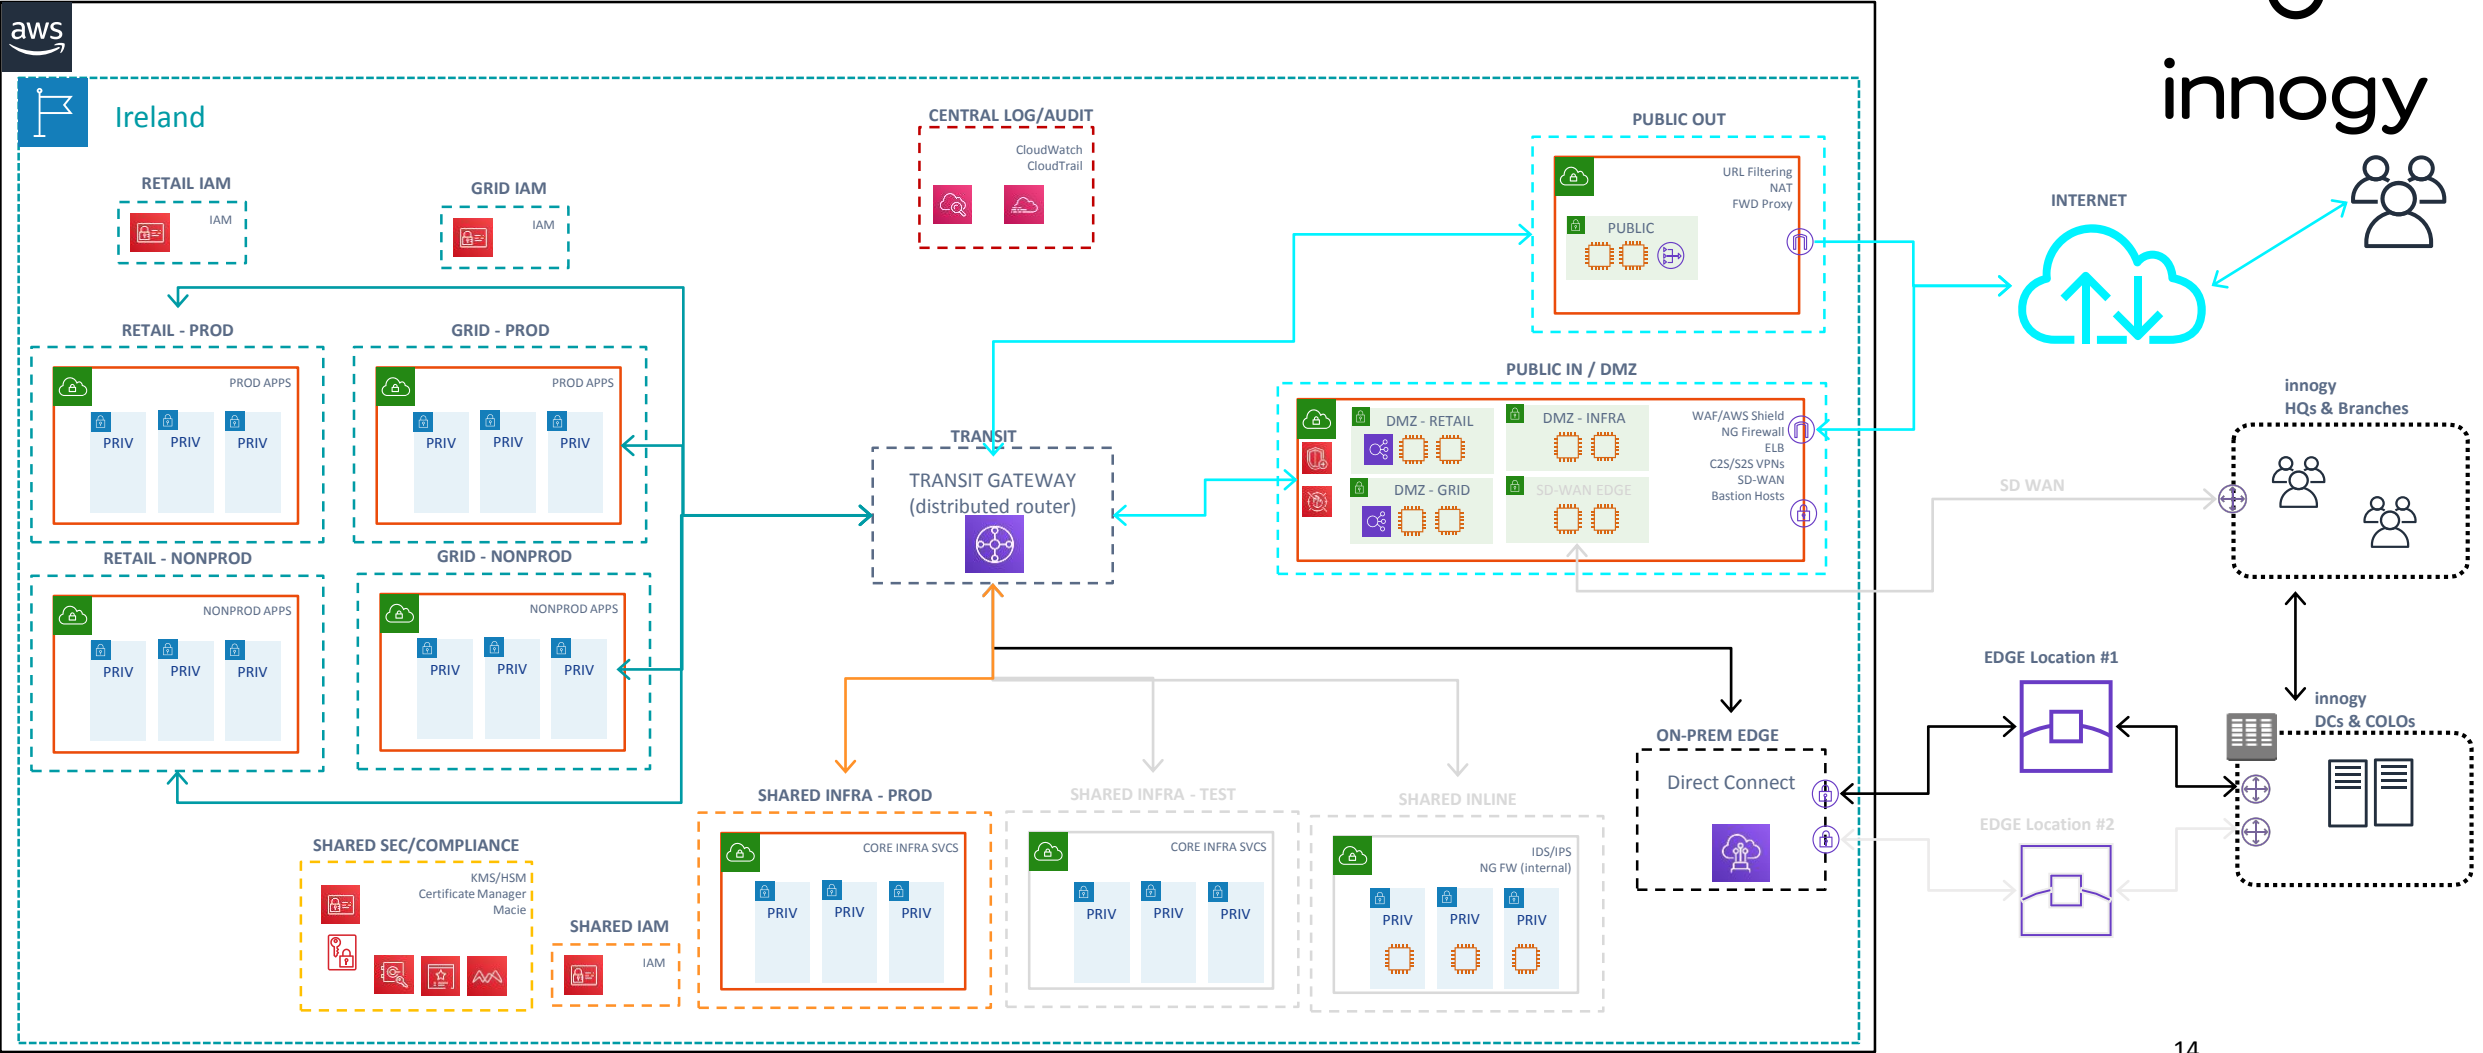 aws
innogy
Ireland
CENTRAL LOG/AUDIT
CloudWatch
CloudTrail
PUBLIC OUT
URL Filtering
NAT
FWD Proxy
PUBLIC
INTERNET
RETAIL IAM
IAM
GRID IAM
IAM
RETAIL - PROD
PROD APPS
PRIV
PRIV
PRIV
GRID - PROD
PROD APPS
PRIV
PRIV
PRIV
PUBLIC IN / DMZ
DMZ - RETAIL
DMZ - INFRA
DMZ - GRID
SD-WAN EDGE
WAF/AWS Shield
NG Firewall
ELB
C2S/S2S VPNs
SD-WAN
Bastion Hosts
innogy
HQs & Branches
SD WAN
TRANSIT
TRANSIT GATEWAY
(distributed router)
RETAIL - NONPROD
NONPROD APPS
PRIV
PRIV
PRIV
GRID - NONPROD
NONPROD APPS
PRIV
PRIV
PRIV
EDGE Location #1
innogy
DCs & COLOs
ON-PREM EDGE
Direct Connect
EDGE Location #2
SHARED INFRA - PROD
CORE INFRA SVCS
PRIV
PRIV
PRIV
SHARED INFRA - TEST
CORE INFRA SVCS
PRIV
PRIV
PRIV
SHARED INLINE
IDS/IPS
NG FW (internal)
PRIV
PRIV
PRIV
SHARED SEC/COMPLIANCE
KMS/HSM
Certificate Manager
Macie
SHARED IAM
IAM
14